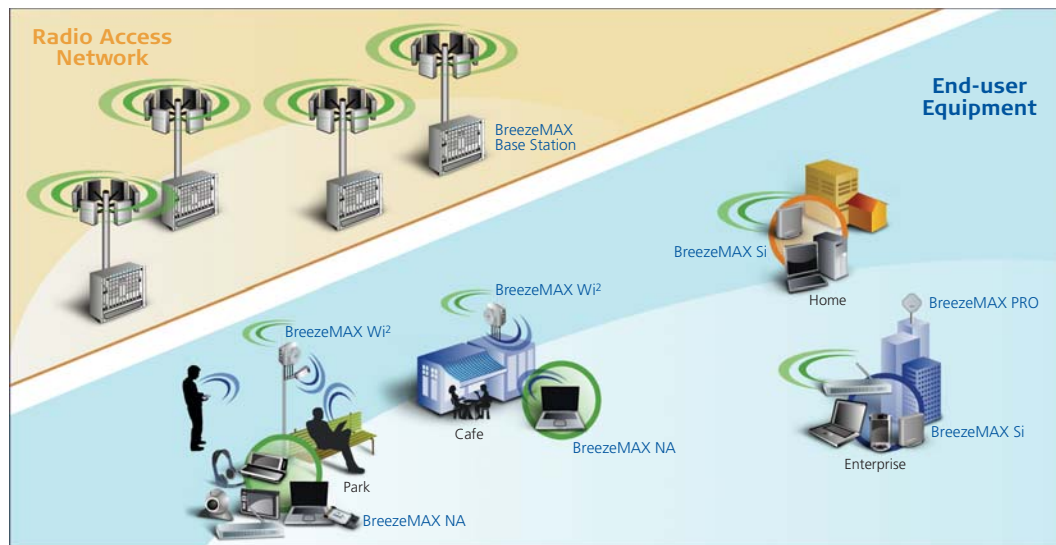 Radio Access
Network
End-user
Equipment
BreezeMAX
Base Station
BreezeMAX Si
Home
BreezeMAX Wi²
BreezeMAX PRO
BreezeMAX Wi²
Cafe
BreezeMAX NA
BreezeMAX Si
Enterprise
Park
BreezeMAX NA